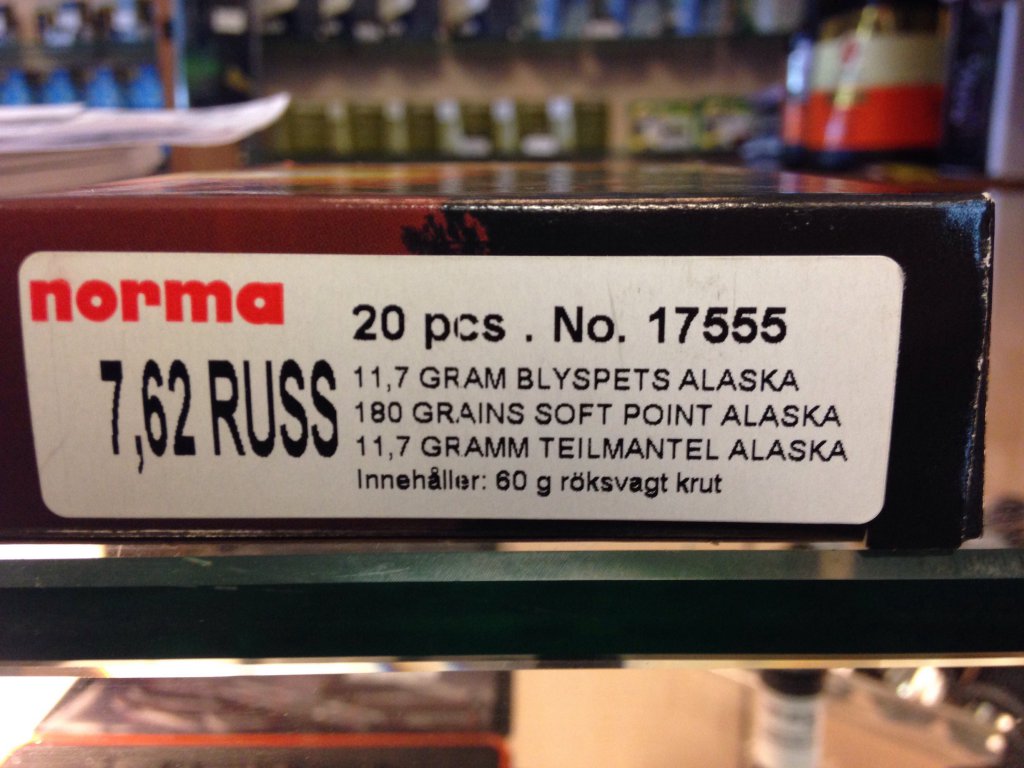 norma
20 pcs . No. 17555
7,62 RUSS
11,7 GRAM BLYSPETS ALASKA
180 GRAINS SOFT POINT ALASKA
11,7 GRAMM TEILMANTEL ALASKA
Innehåller: 60 g röksvagt krut